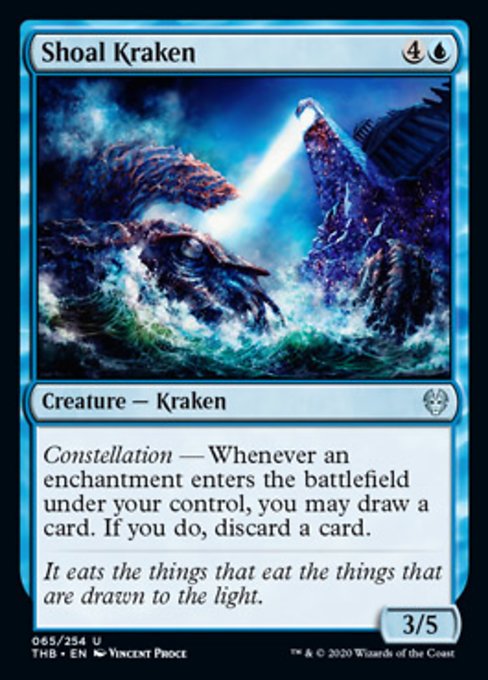 Shoal Kraken 4
Creature — Kraken
Constellation — Whenever an
enchantment enters the battlefield
under your control, you may draw a
card. If you do, discard a card.
It eats the things that eat the things that
are drawn to the light.
3/5
065/254 U
THB • EN Vincent Proce
™ & © 2020 Wizards of the Coast